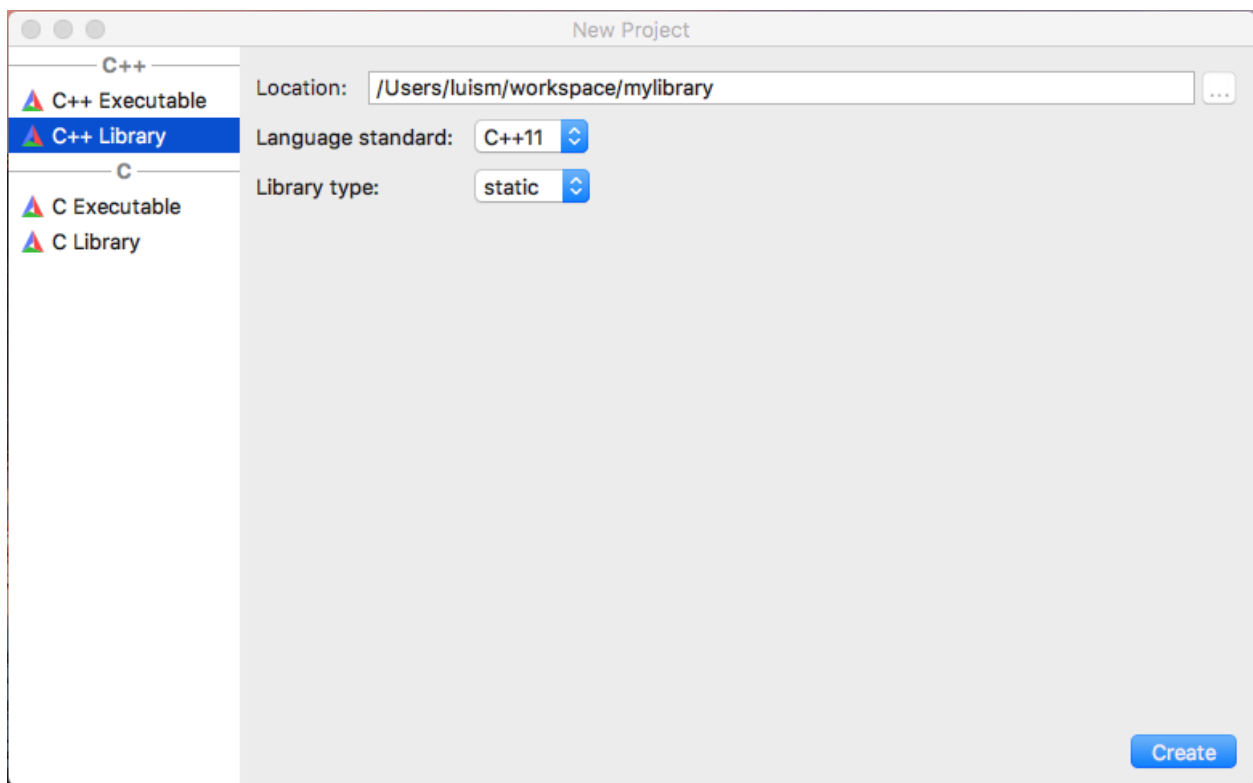 New Project
C++
C++ Executable
C++ Library
C
C Executable
C Library
Location: /Users/luism/workspace/mylibrary ...
Language standard: C++11
Library type: static
Create